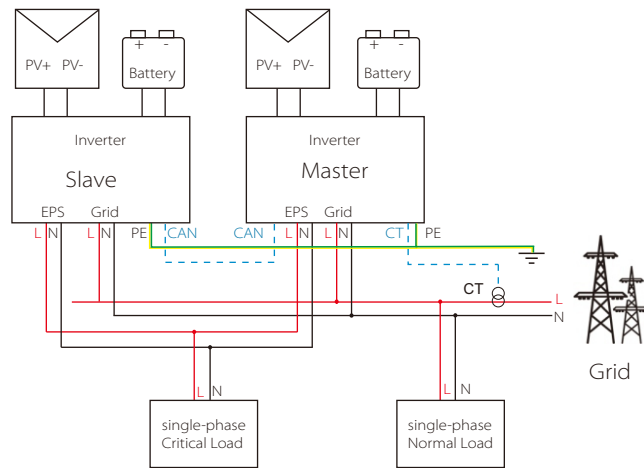 PV+ PV-
+ -
Battery
PV+ PV-
+ -
Battery
Inverter
Slave
EPS Grid
L N L N PE CAN
Inverter
Master
EPS Grid
CAN L N L N CT PE
CT
L
N
Grid
L N
single-phase
Critical Load
L N
single-phase
Normal Load